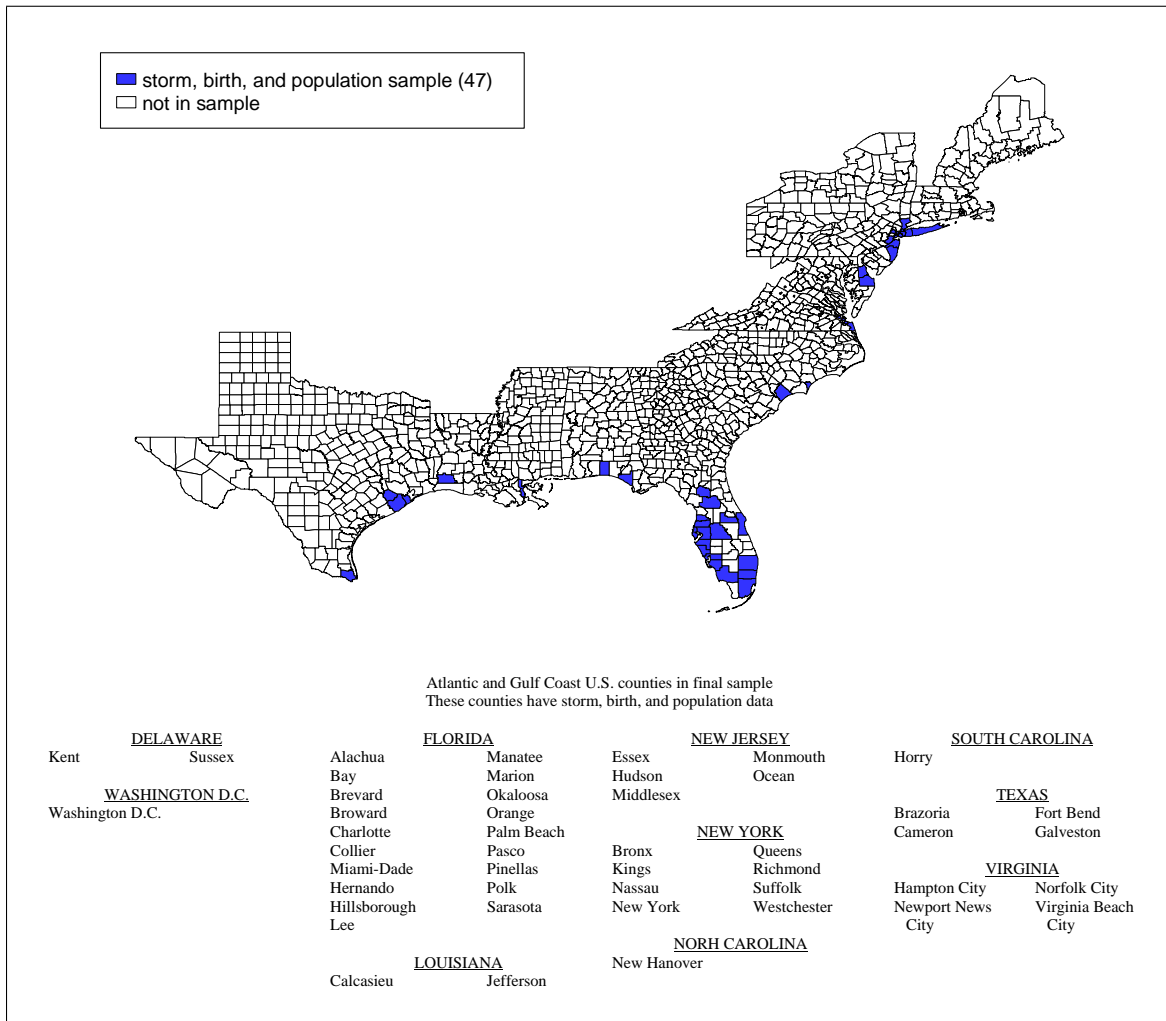 storm, birth, and population sample (47)
not in sample
Atlantic and Gulf Coast U.S. counties in final sample
These counties have storm, birth, and population data
DELAWARE
Kent Sussex
WASHINGTON D.C.
Washington D.C.
FLORIDA
Alachua Manatee
Bay Marion
Brevard Okaloosa
Broward Orange
Charlotte Palm Beach
Collier Pasco
Miami-Dade Pinellas
Hernando Polk
Hillsborough Sarasota
Lee
LOUISIANA
Calcasieu Jefferson
NEW JERSEY
Essex Monmouth
Hudson Ocean
Middlesex
NEW YORK
Bronx Queens
Kings Richmond
Nassau Suffolk
New York Westchester
NORH CAROLINA
New Hanover
SOUTH CAROLINA
Horry
TEXAS
Brazoria Fort Bend
Cameron Galveston
VIRGINIA
Hampton City Norfolk City
Newport News Virginia Beach
City City